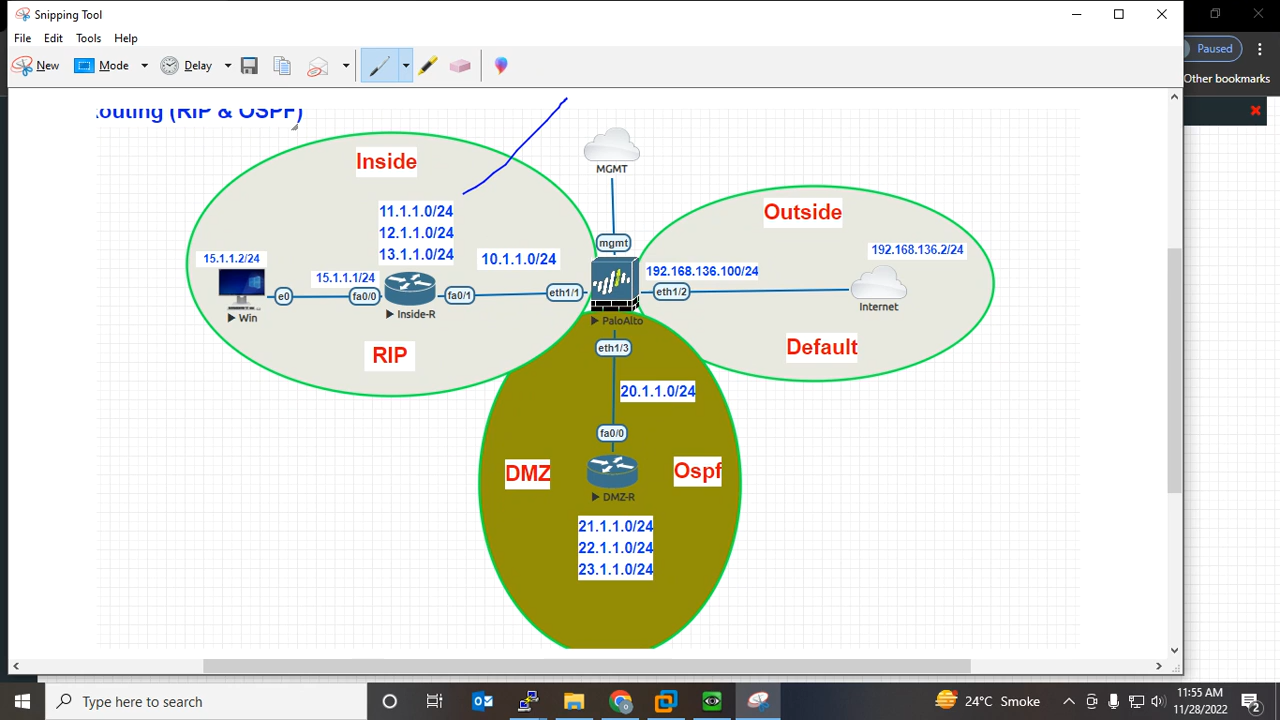 Snipping Tool
File Edit Tools Help
New Mode Delay
Paused
Other bookmarks
outing (RIP & OSPF)
MGMT
Inside
Outside
11.1.1.0/24
12.1.1.0/24
13.1.1.0/24
mgmt
192.168.136.2/24
15.1.1.2/24
15.1.1.1/24
10.1.1.0/24
192.168.136.100/24
e0
fa0/0
fa0/1
eth1/1
eth1/2
Win
Inside-R
PaloAlto
Internet
RIP
Default
eth1/3
20.1.1.0/24
fa0/0
DMZ
Ospf
DMZ-R
21.1.1.0/24
22.1.1.0/24
23.1.1.0/24
Type here to search
24°C Smoke
11:55 AM
11/28/2022
2